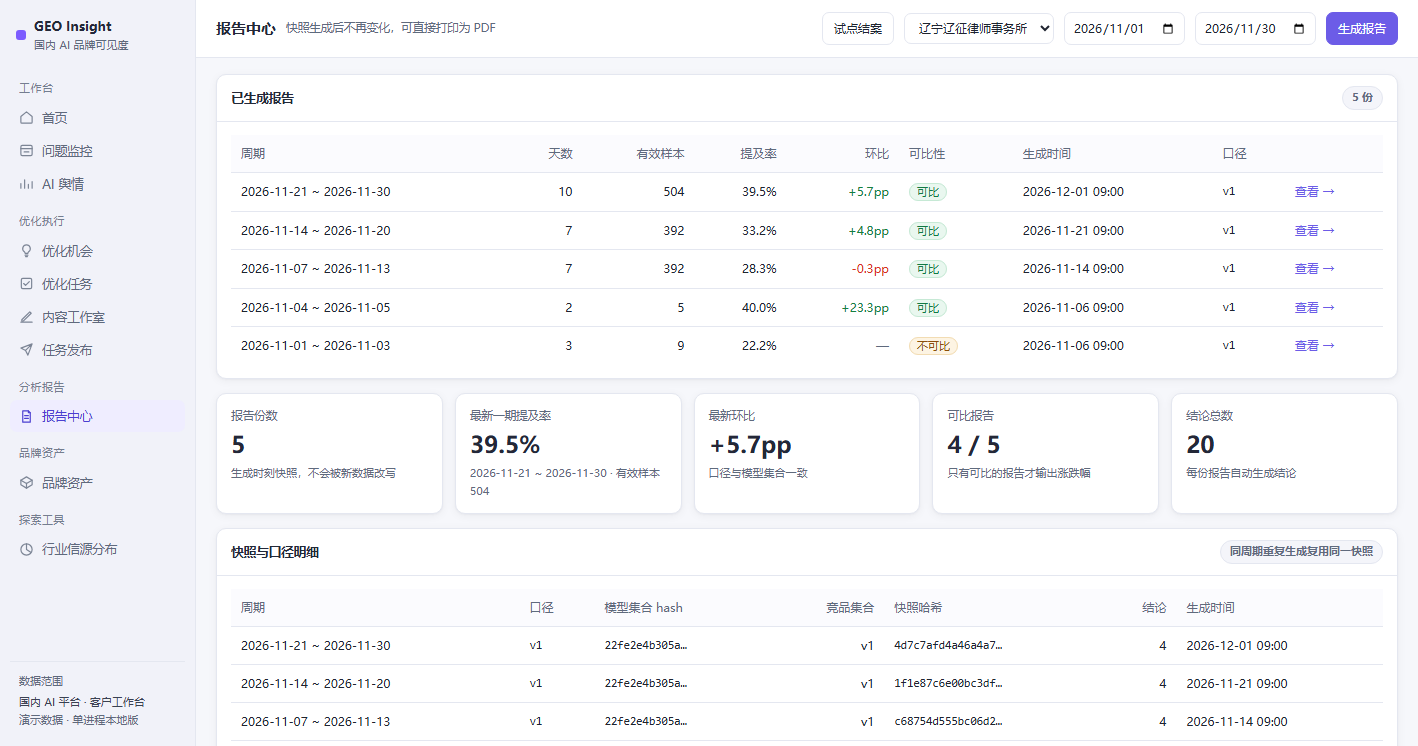 GEO Insight
国内 AI 品牌可见度
工作台
首页
问题监控
AI 舆情
优化执行
优化机会
优化任务
内容工作室
任务发布
分析报告
报告中心
品牌资产
品牌资产
探索工具
行业信源分布
数据范围
国内 AI 平台 · 客户工作台
演示数据 · 单进程本地版
报告中心 快照生成后不再变化，可直接打印为 PDF 试点结案 辽宁辽征律师事务所 2026/11/01 2026/11/30 生成报告
已生成报告 5 份
周期 天数 有效样本 提及率 环比 可比性 生成时间 口径
2026-11-21 ~ 2026-11-30 10 504 39.5% +5.7pp 可比 2026-12-01 09:00 v1 查看 →
2026-11-14 ~ 2026-11-20 7 392 33.2% +4.8pp 可比 2026-11-21 09:00 v1 查看 →
2026-11-07 ~ 2026-11-13 7 392 28.3% -0.3pp 可比 2026-11-14 09:00 v1 查看 →
2026-11-04 ~ 2026-11-05 2 5 40.0% +23.3pp 可比 2026-11-06 09:00 v1 查看 →
2026-11-01 ~ 2026-11-03 3 9 22.2% — 不可比 2026-11-06 09:00 v1 查看 →
报告份数
5
生成时刻快照，不会被新数据改写
最新一期提及率
39.5%
2026-11-21 ~ 2026-11-30 · 有效样本
504
最新环比
+5.7pp
口径与模型集合一致
可比报告
4 / 5
只有可比的报告才输出涨跌幅
结论总数
20
每份报告自动生成结论
快照与口径明细 同周期重复生成复用同一快照
周期 口径 模型集合 hash 竞品集合 快照哈希 结论 生成时间
2026-11-21 ~ 2026-11-30 v1 22fe2e4b305a… v1 4d7c7afd4a46a4a7… 4 2026-12-01 09:00
2026-11-14 ~ 2026-11-20 v1 22fe2e4b305a… v1 1f1e87c6e00bc3df… 4 2026-11-21 09:00
2026-11-07 ~ 2026-11-13 v1 22fe2e4b305a… v1 c68754d555bc06d2… 4 2026-11-14 09:00